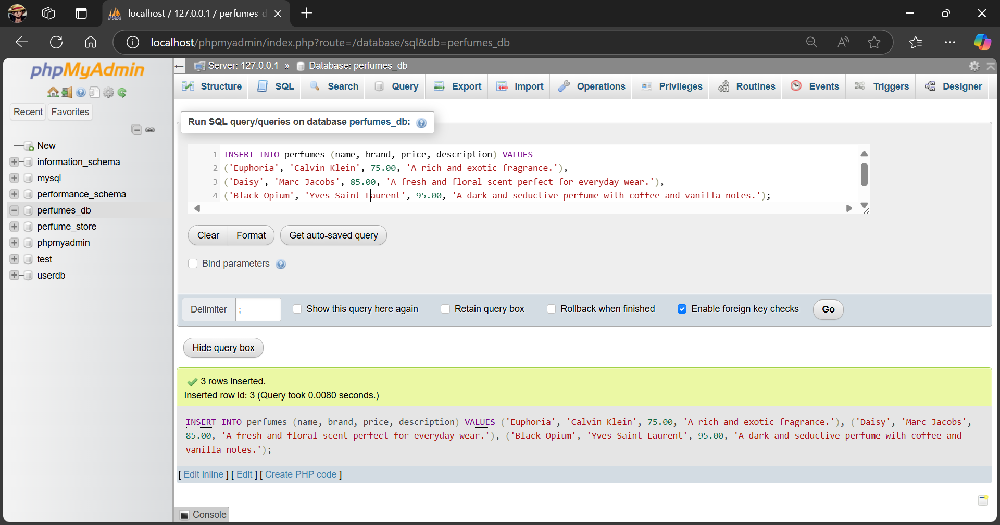 localhost / 127.0.0.1 / perfumes_d
localhost/phpmyadmin/index.php?route=/database/sql&db=perfumes_db
phpMyAdmin
Recent
Favorites
New
information_schema
mysql
performance_schema
perfumes_db
perfume_store
phpmyadmin
test
userdb
Server: 127.0.0.1 » Database: perfumes_db
Structure SQL Search Query Export Import Operations Privileges Routines Events Triggers Designer
Run SQL query/queries on database perfumes_db:
1 INSERT INTO perfumes (name, brand, price, description) VALUES
2 ('Euphoria', 'Calvin Klein', 75.00, 'A rich and exotic fragrance.'),
3 ('Daisy', 'Marc Jacobs', 85.00, 'A fresh and floral scent perfect for everyday wear.'),
4 ('Black Opium', 'Yves Saint Laurent', 95.00, 'A dark and seductive perfume with coffee and vanilla notes.');
Clear Format Get auto-saved query
Bind parameters
Delimiter ; Show this query here again Retain query box Rollback when finished Enable foreign key checks Go
Hide query box
3 rows inserted.
Inserted row id: 3 (Query took 0.0080 seconds.)
INSERT INTO perfumes (name, brand, price, description) VALUES ('Euphoria', 'Calvin Klein', 75.00, 'A rich and exotic fragrance.'), ('Daisy', 'Marc Jacobs',
85.00, 'A fresh and floral scent perfect for everyday wear.'), ('Black Opium', 'Yves Saint Laurent', 95.00, 'A dark and seductive perfume with coffee and
vanilla notes.');
[ Edit inline ] [ Edit ] [ Create PHP code ]
Console